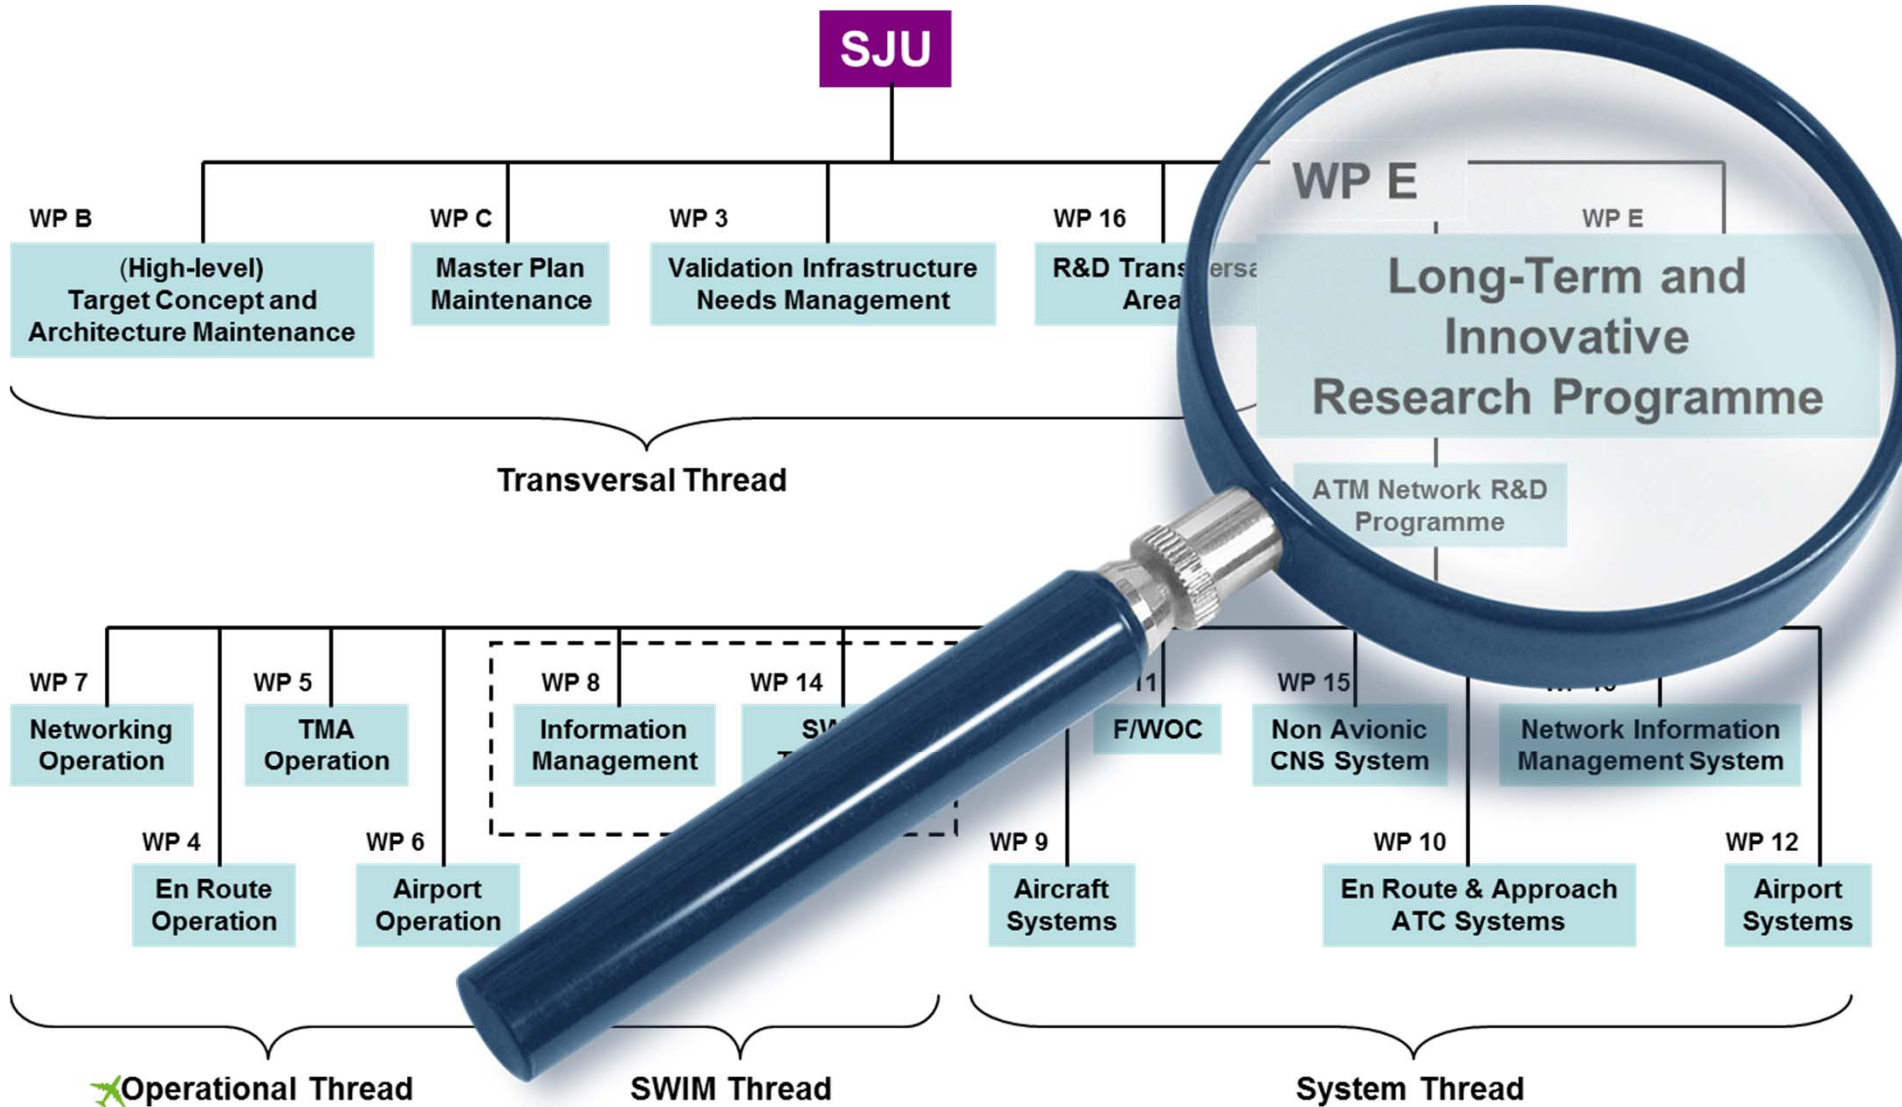 SJU
WP B
(High-level)
Target Concept and
Architecture Maintenance
WP C
Master Plan
Maintenance
WP 3
Validation Infrastructure
Needs Management
WP 16
R&D
Area
WP E
WP E
Long-Term and
Innovative
Research Programme
Transversal Thread
ATM Network R&D
Programme
WP 7
Networking
Operation
WP 5
TMA
Operation
WP 8
Information
Management
WP 14
11
F/WOC
WP 15
Non Avionic
CNS System
Network Information
Management System
WP 4
En Route
Operation
WP 6
Airport
Operation
WP 9
Aircraft
Systems
WP 10
En Route & Approach
ATC Systems
WP 12
Airport
Systems
Operational Thread
SWIM Thread
System Thread